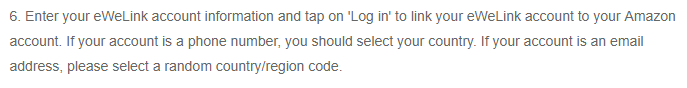 6. Enter your eWeLink account information and tap on 'Log in' to link your eWeLink account to your Amazon
account. If your account is a phone number, you should select your country. If your account is an email
address, please select a random country/region code.